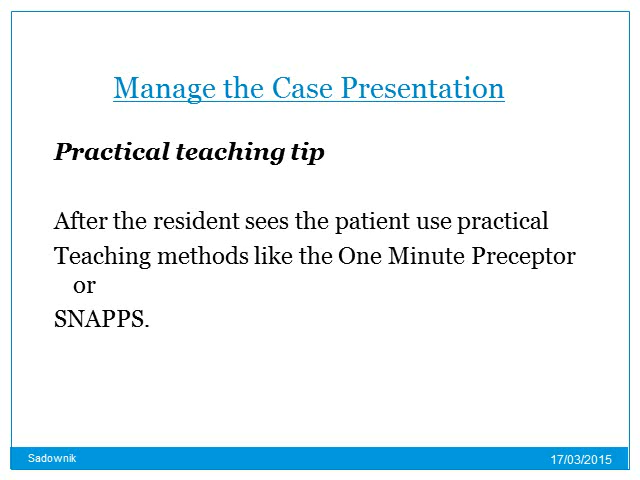 Manage the Case Presentation
Practical teaching tip
After the resident sees the patient use practical
Teaching methods like the One Minute Preceptor
or
SNAPPS.
Sadownik
17/03/2015